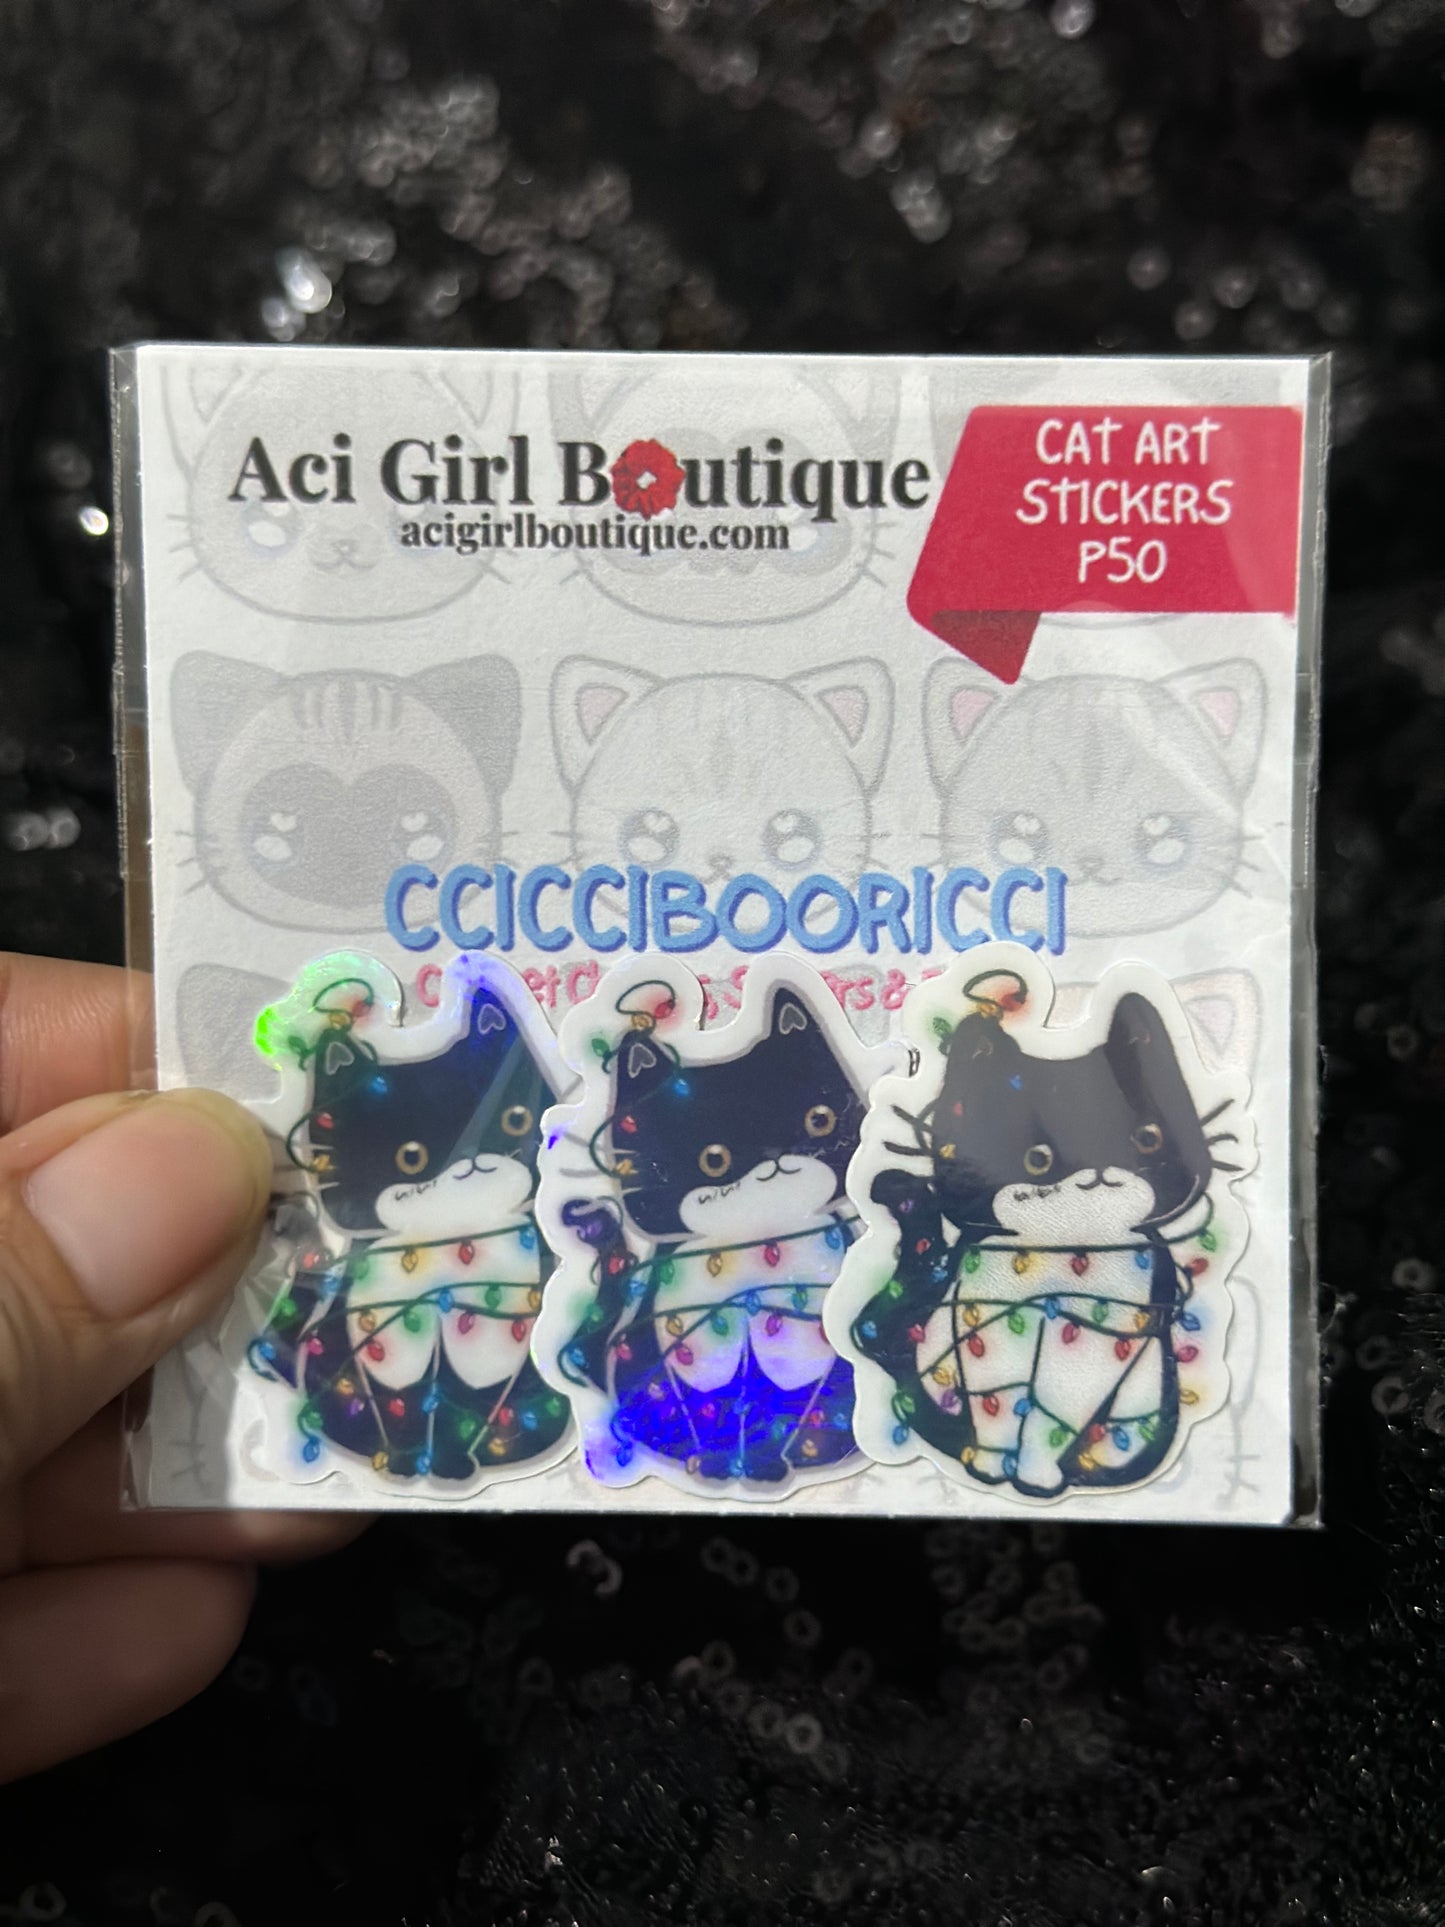 Aci Girl Boutique
acigirlboutique.com
CAT ART
STICKERS
P50
CCICCIBOORICCI